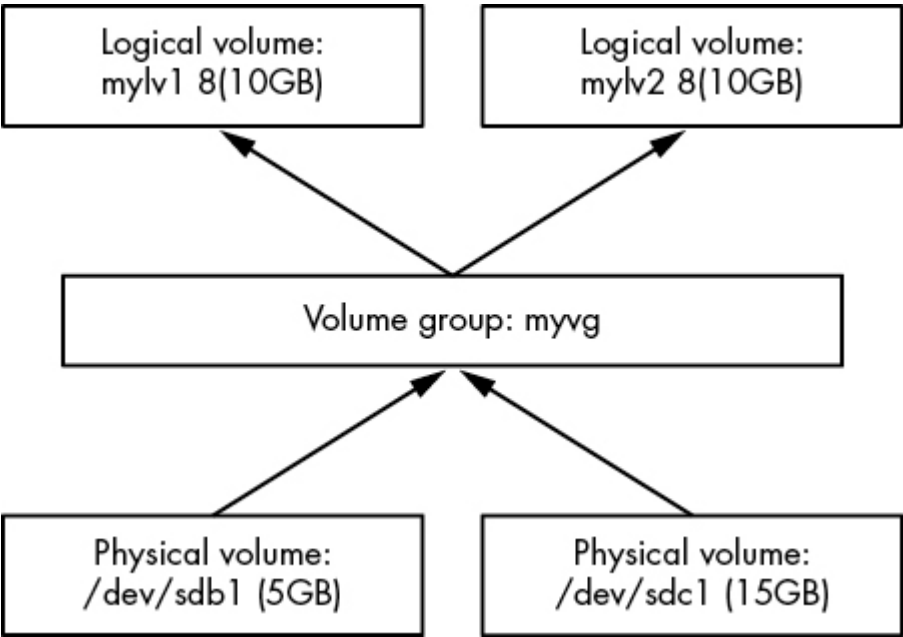 Logical volume:
mylv1 8(10GB)
Logical volume:
mylv2 8(10GB)
Volume group: myvg
Physical volume:
/dev/sdb1 (5GB)
Physical volume:
/dev/sdc1 (15GB)